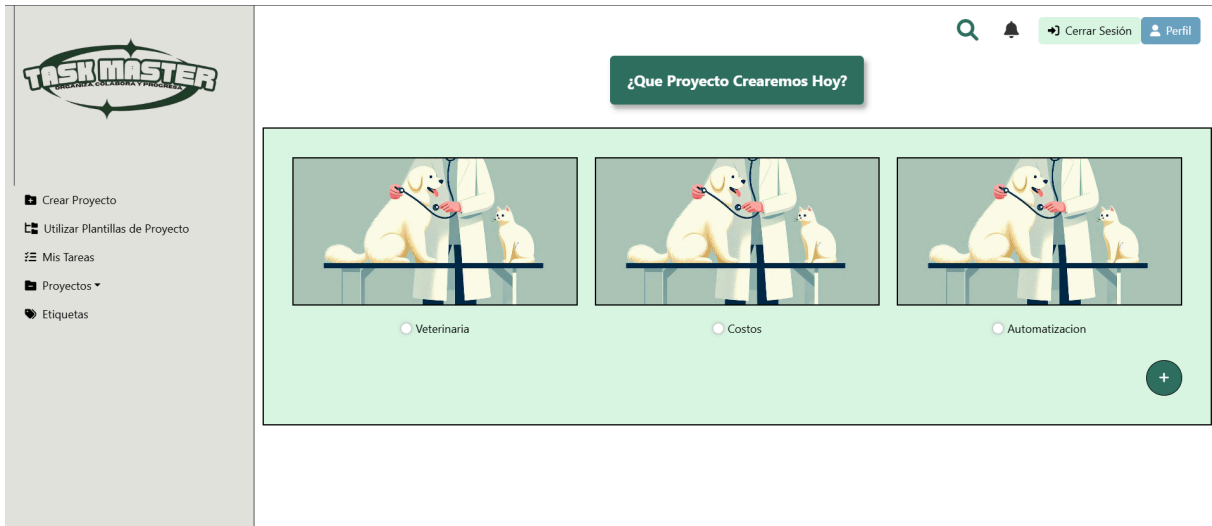 TASK MASTER
ORGANIZA COLABORA Y PROGRESA
Crear Proyecto
Utilizar Plantillas de Proyecto
Mis Tareas
Proyectos
Etiquetas
Cerrar Sesión
Perfil
¿Que Proyecto Crearemos Hoy?
Veterinaria
Costos
Automatizacion
+